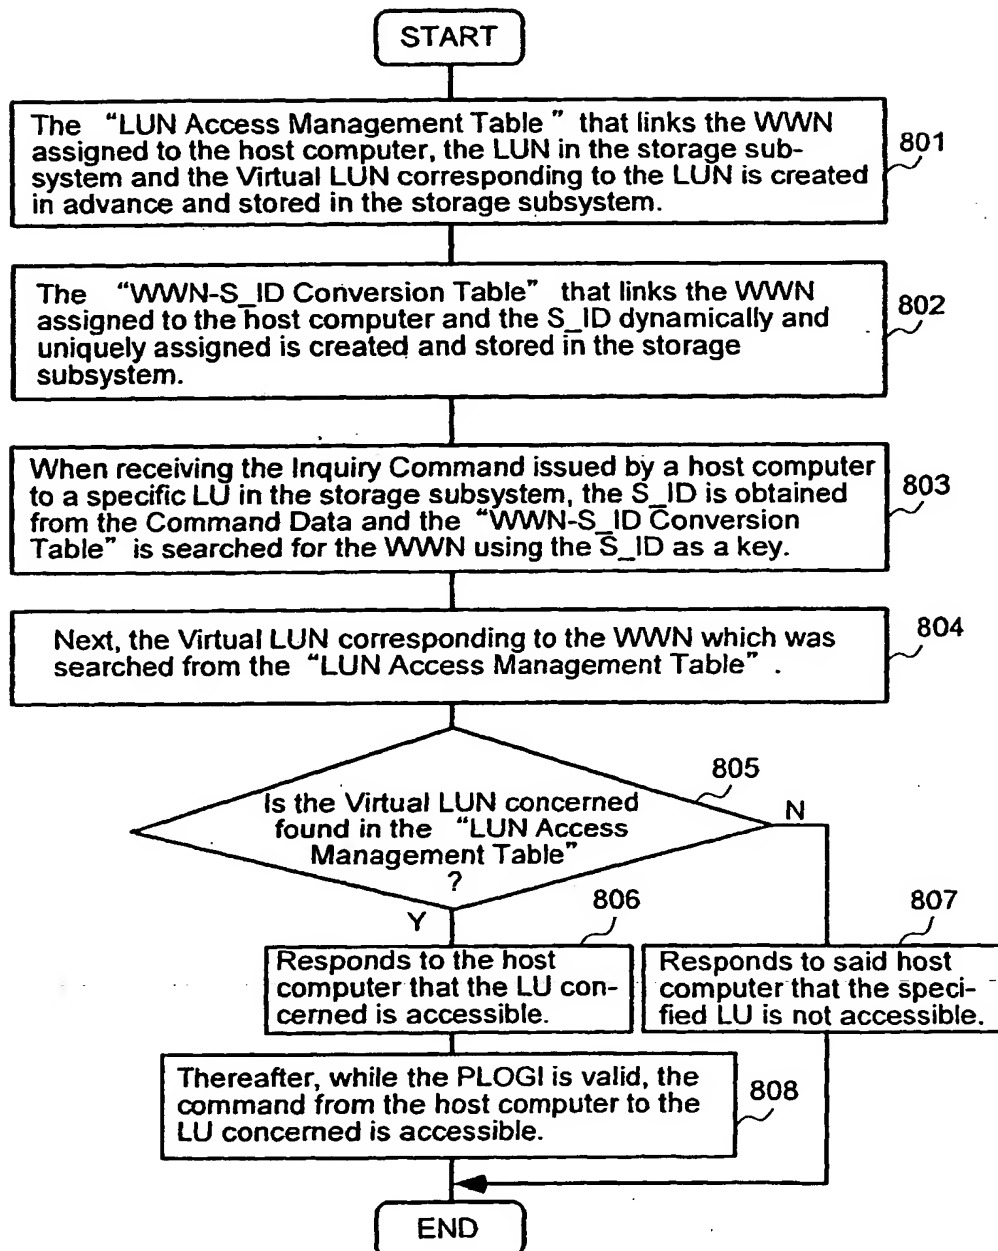 START
The "LUN Access Management Table" that links the WWN
assigned to the host computer, the LUN in the storage sub-
system and the Virtual LUN corresponding to the LUN is created
in advance and stored in the storage subsystem.
801
The "WWN-S_ID Conversion Table" that links the WWN
assigned to the host computer and the S_ID dynamically and
uniquely assigned is created and stored in the storage
subsystem.
802
When receiving the Inquiry Command issued by a host computer
to a specific LU in the storage subsystem, the S_ID is obtained
from the Command Data and the "WWN-S_ID Conversion
Table" is searched for the WWN using the S_ID as a key.
803
Next, the Virtual LUN corresponding to the WWN which was
searched from the "LUN Access Management Table" .
804
Is the Virtual LUN concerned
found in the "LUN Access
Management Table"
?
805
N
Y
806
Responds to the host
computer that the LU con-
cerned is accessible.
807
Responds to said host
computer that the speci-
fied LU is not accessible.
Thereafter, while the PLOGI is valid, the
command from the host computer to the
LU concerned is accessible.
808
END